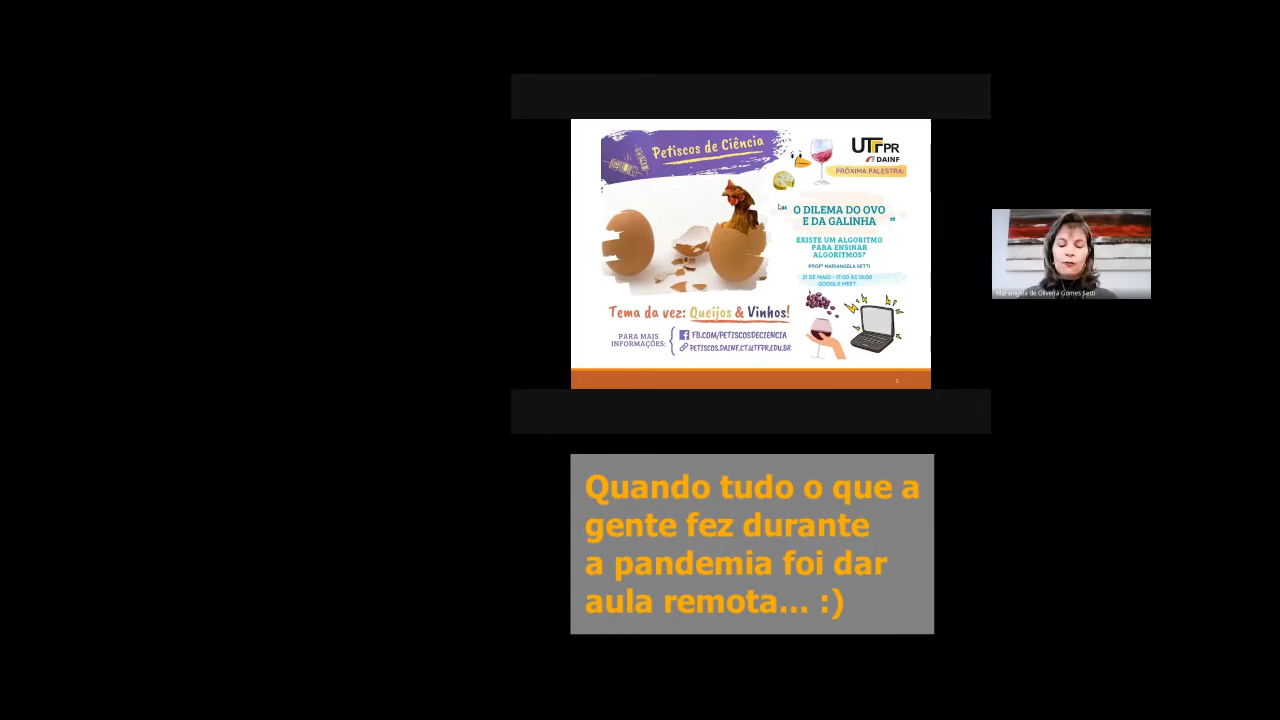 Petiscos de Ciência
UTFPR
DAINF
PRÓXIMA PALESTRA:
“ O DILEMA DO OVO
E DA GALINHA ”
EXISTE UM ALGORITMO
PARA ENSINAR
ALGORITMOS?
PROFª MARIANGELA SETTI
21 DE MAIO - 17:00 AS 19:00
GOOGLE MEET
Tema da vez: Queijos & Vinhos!
PARA MAIS
INFORMAÇÕES:
FB.COM/PETISCOSDECIENCIA
PETISCOS.DAINF.CT.UTFPR.EDU.BR
Mariangela de Oliveira Gomes Setti
Quando tudo o que a
gente fez durante
a pandemia foi dar
aula remota... :)